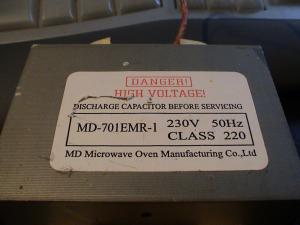 DANGER!
HIGH VOLTAGE!
DISCHARGE CAPACITOR BEFORE SERVICING
MD-701EMR-1 230V 50Hz
CLASS 220
MD Microwave Oven Manufacturing Co.,Ltd